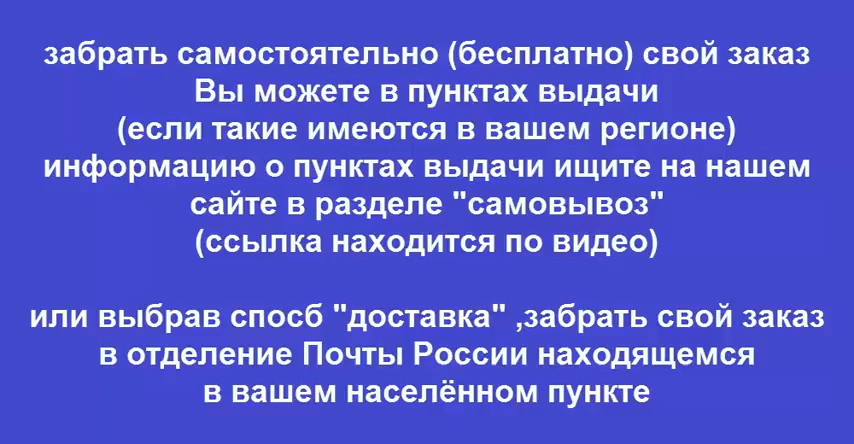 забрать самостоятельно (бесплатно) свой заказ
Вы можете в пунктах выдачи
(если такие имеются в вашем регионе)
информацию о пунктах выдачи ищите на нашем
сайте в разделе "самовывоз"
(ссылка находится по видео)
или выбрав спосб "доставка" ,забрать свой заказ
в отделение Почты России находящемся
в вашем населённом пункте